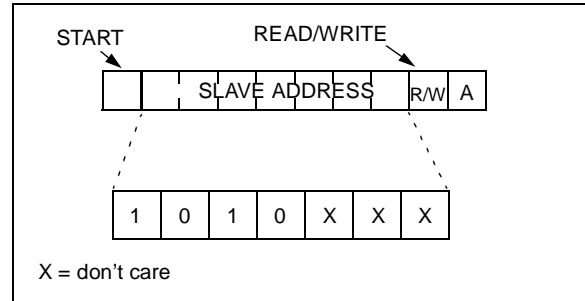 START READ/WRITE
SLAVE ADDRESS R/W A
1 0 1 0 X X X
X = don't care